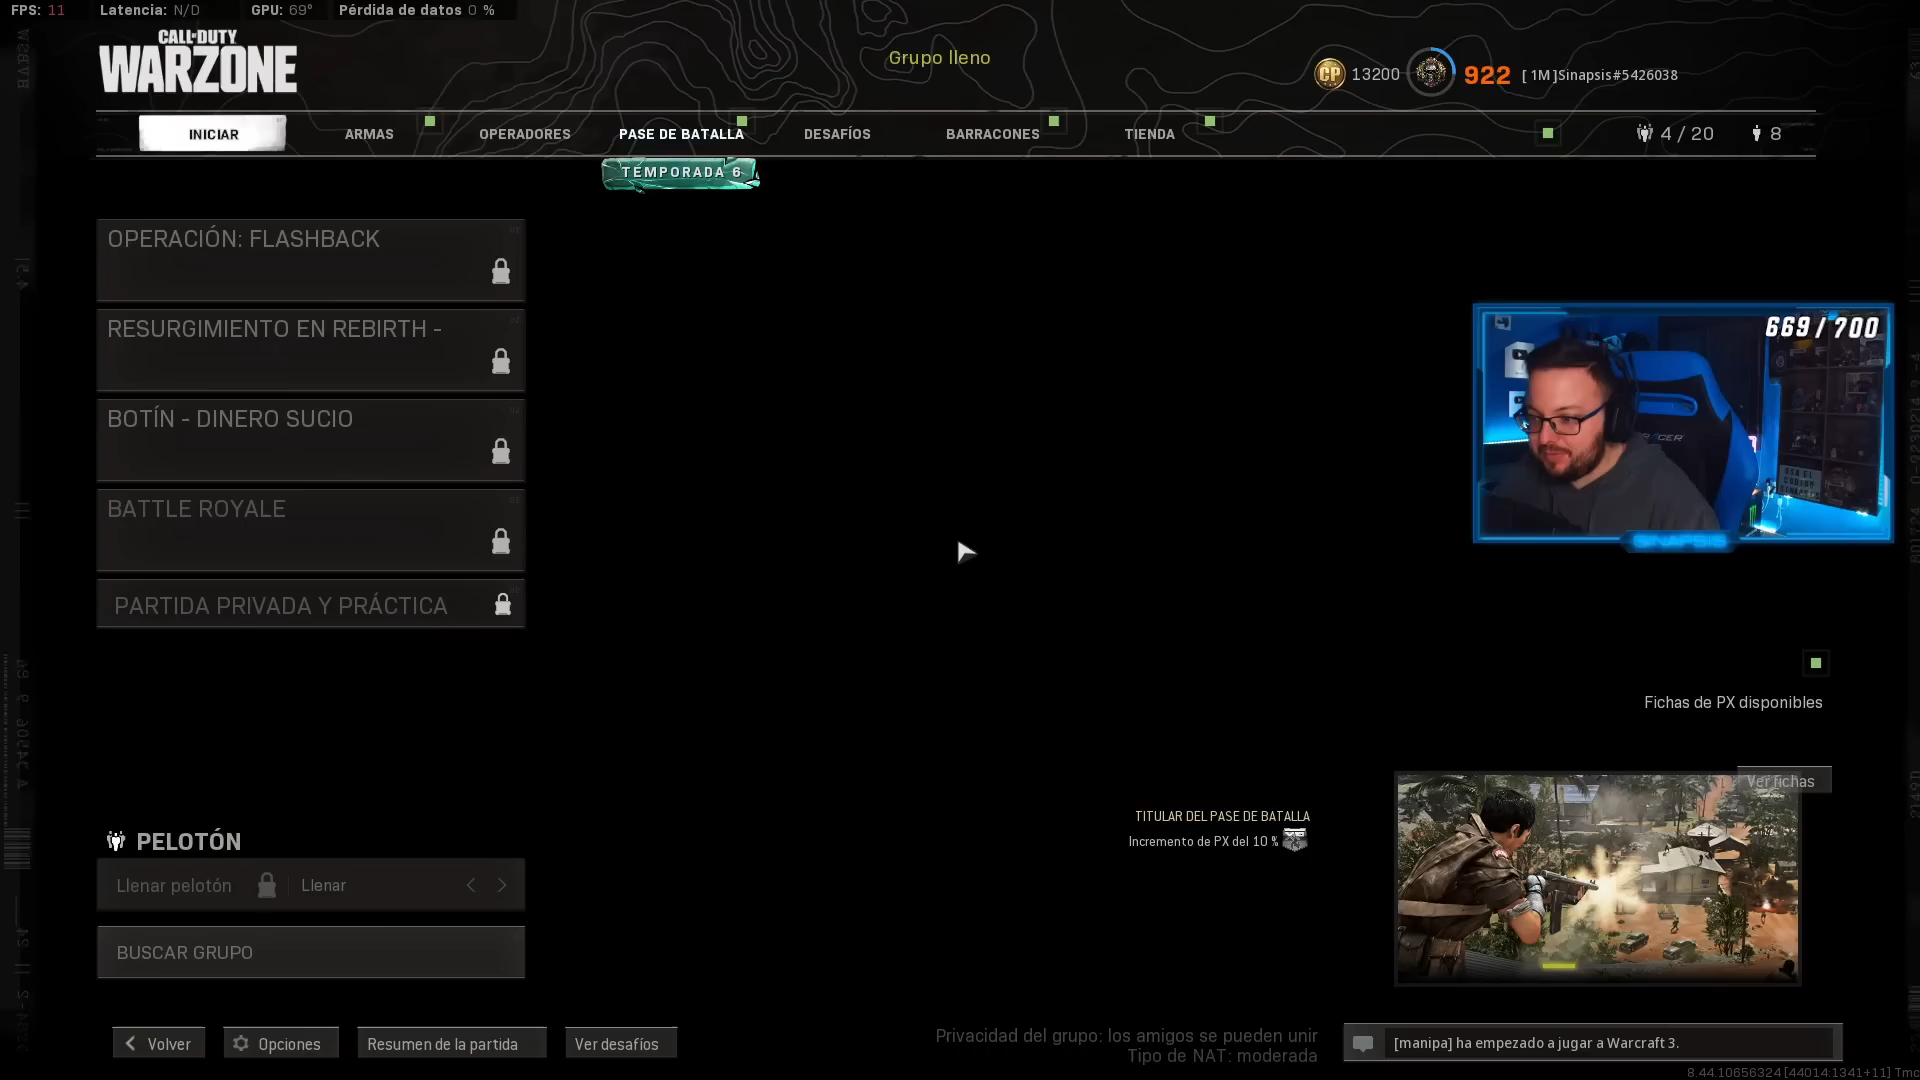 FPS: 11 Latencia: N/D GPU: 69° Pérdida de datos 0 %
CALL OF DUTY
WARZONE
Grupo lleno
CP 13200 922 [ 1M ]Sinapsis#5426038
INICIAR ARMAS OPERADORES PASE DE BATALLA DESAFÍOS BARRACONES TIENDA 4 / 20 8
TEMPORADA 6
OPERACIÓN: FLASHBACK
RESURGIMIENTO EN REBIRTH -
BOTÍN - DINERO SUCIO
BATTLE ROYALE
PARTIDA PRIVADA Y PRÁCTICA
669 / 700
SINAPSIS
Fichas de PX disponibles
Ver fichas
TITULAR DEL PASE DE BATALLA
Incremento de PX del 10 %
PELOTÓN
Llenar pelotón Llenar
BUSCAR GRUPO
Volver Opciones Resumen de la partida Ver desafíos
Privacidad del grupo: los amigos se pueden unir
Tipo de NAT: moderada
[manipa] ha empezado a jugar a Warcraft 3.
8.44.10656324 [44014:1341+11] Tmc